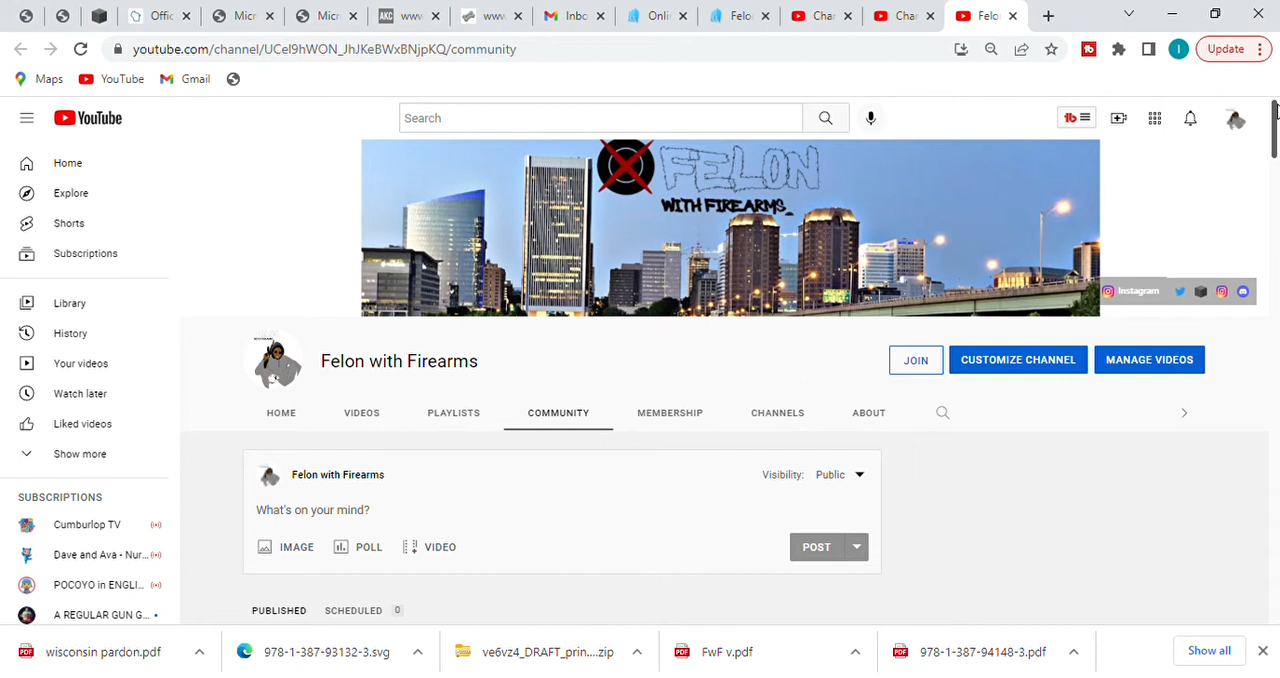 Offic
Micr
Micr
www
www
Inbo
Onli
Felo
Char
Char
Felo
youtube.com/channel/UCel9hWON_JhJKeBWxBNjpKQ/community
Update
Maps
YouTube
Gmail
YouTube
Search
Home
Explore
Shorts
Subscriptions
Library
History
Your videos
Watch later
Liked videos
Show more
SUBSCRIPTIONS
Cumburlop TV
Dave and Ava - Nur...
POCOYO in ENGLI...
A REGULAR GUN G...
FELON
WITH FIREARMS
Instagram
Felon with Firearms
JOIN
CUSTOMIZE CHANNEL
MANAGE VIDEOS
HOME
VIDEOS
PLAYLISTS
COMMUNITY
MEMBERSHIP
CHANNELS
ABOUT
Felon with Firearms
Visibility: Public
What's on your mind?
IMAGE
POLL
VIDEO
POST
PUBLISHED
SCHEDULED 0
wisconsin pardon.pdf
978-1-387-93132-3.svg
ve6vz4_DRAFT_prin....zip
FwF v.pdf
978-1-387-94148-3.pdf
Show all